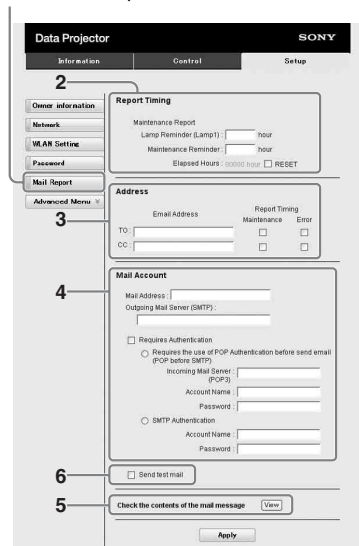 Data Projector
SONY
Information
Control
Setup
2
Owner information
Network
WLAN Setting
Password
Mail Report
Advanced Menu
Report Timing
Maintenance Report
Lamp Reminder (Lamp1) : hour
Maintenance Reminder : hour
Elapsed Hours : 00000 hour RESET
3
Address
Email Address
Report Timing
Maintenance Error
TO :
CC :
4
Mail Account
Mail Address :
Outgoing Mail Server (SMTP) :
Requires Authentication
Requires the use of POP Authentication before send email
(POP before SMTP)
Incoming Mail Server :
(POP3)
Account Name :
Password :
SMTP Authentication
Account Name :
Password :
6
Send test mail
5
Check the contents of the mail message View
Apply